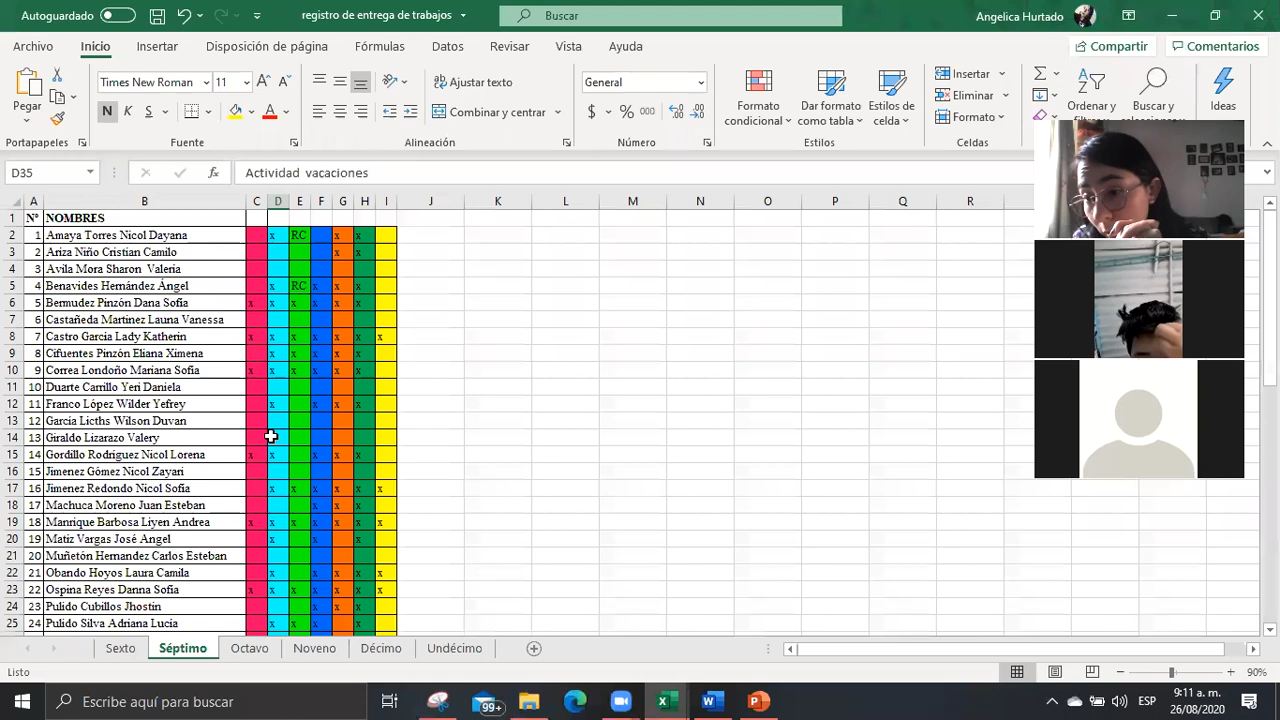 Autoguardado
registro de entrega de trabajos
Buscar
Angelica Hurtado
Archivo Inicio Insertar Disposición de página Fórmulas Datos Revisar Vista Ayuda Compartir Comentarios
Pegar
Times New Roman 11
N K S
Ajustar texto
Combinar y centrar
General
$ % 000
Formato condicional
Dar formato como tabla
Estilos de celda
Insertar
Eliminar
Formato
Ordenar y
Buscar y
Ideas
Portapapeles Fuente Alineación Número Estilos Celdas
D35 Actividad vacaciones
A B C D E F G H I J K L M N O P Q R
1 N° NOMBRES
2 1 Amaya Torres Nicol Dayana x RC x x
3 2 Ariza Niño Cristian Camilo x x
4 3 Avila Mora Sharon Valeria
5 4 Benavides Hernández Ángel x RC x x x
6 5 Bermudez Pinzón Dana Sofia x x x x x x
7 6 Castañeda Martinez Launa Vanessa
8 7 Castro Garcia Lady Katherin x x x x x x x
9 8 Cifuentes Pinzón Eliana Ximena x x x x x
10 9 Correa Londoño Mariana Sofia x x x x x x
11 10 Duarte Carrillo Yeri Daniela
12 11 Franco López Wilder Yefrey x x x x
13 12 Garcia Licths Wilson Duvan
14 13 Giraldo Lizarazo Valery
15 14 Gordillo Rodriguez Nicol Lorena x x x x x
16 15 Jimenez Gómez Nicol Zayari
17 16 Jimenez Redondo Nicol Sofia x x x x x x
18 17 Machuca Moreno Juan Esteban x x x
19 18 Manrique Barbosa Liyen Andrea x x x x x x x
20 19 Matiz Vargas José Angel x x x x
21 20 Muñetón Hernandez Carlos Esteban
22 21 Obando Hoyos Laura Camila x x x x x
23 22 Ospina Reyes Danna Sofia x x x x x x x
24 23 Pulido Cubillos Jhostin x x x
25 24 Pulido Silva Adriana Lucia x x x x x
Sexto Séptimo Octavo Noveno Décimo Undécimo
Listo 90%
Escribe aquí para buscar
99+
ESP
9:11 a. m.
26/08/2020